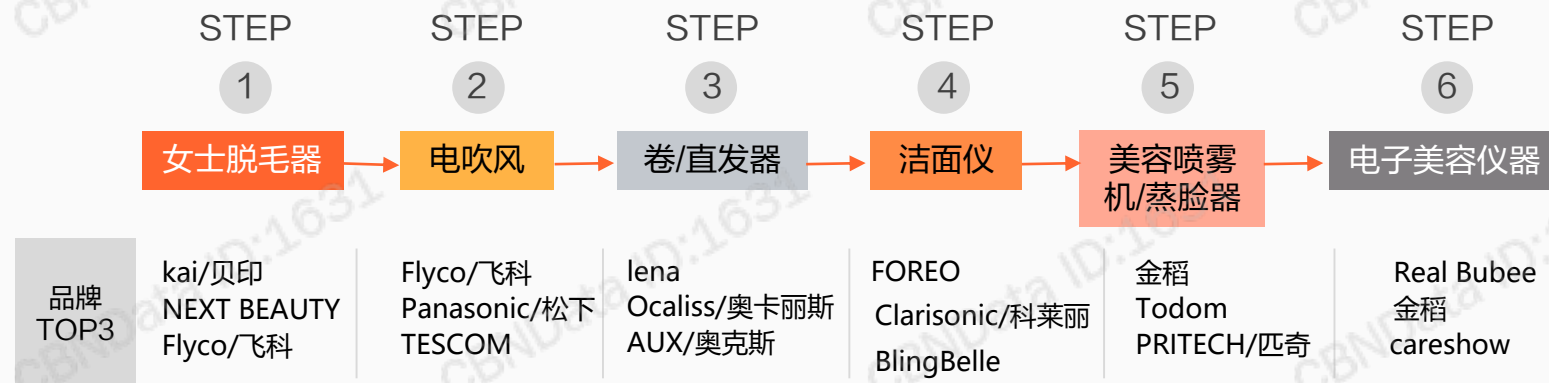 STEP STEP STEP STEP STEP STEP
1 2 3 4 5 6
女士脱毛器 电吹风 卷/直发器 洁面仪 美容喷雾机/蒸脸器 电子美容仪器
品牌
TOP3
kai/贝印
NEXT BEAUTY
Flyco/飞科
Flyco/飞科
Panasonic/松下
TESCOM
lena
Ocaliss/奥卡丽斯
AUX/奥克斯
FOREO
Clarisonic/科莱丽
BlingBelle
金稻
Todom
PRITECH/匹奇
Real Bubee
金稻
careshow
CBNData ID:1631